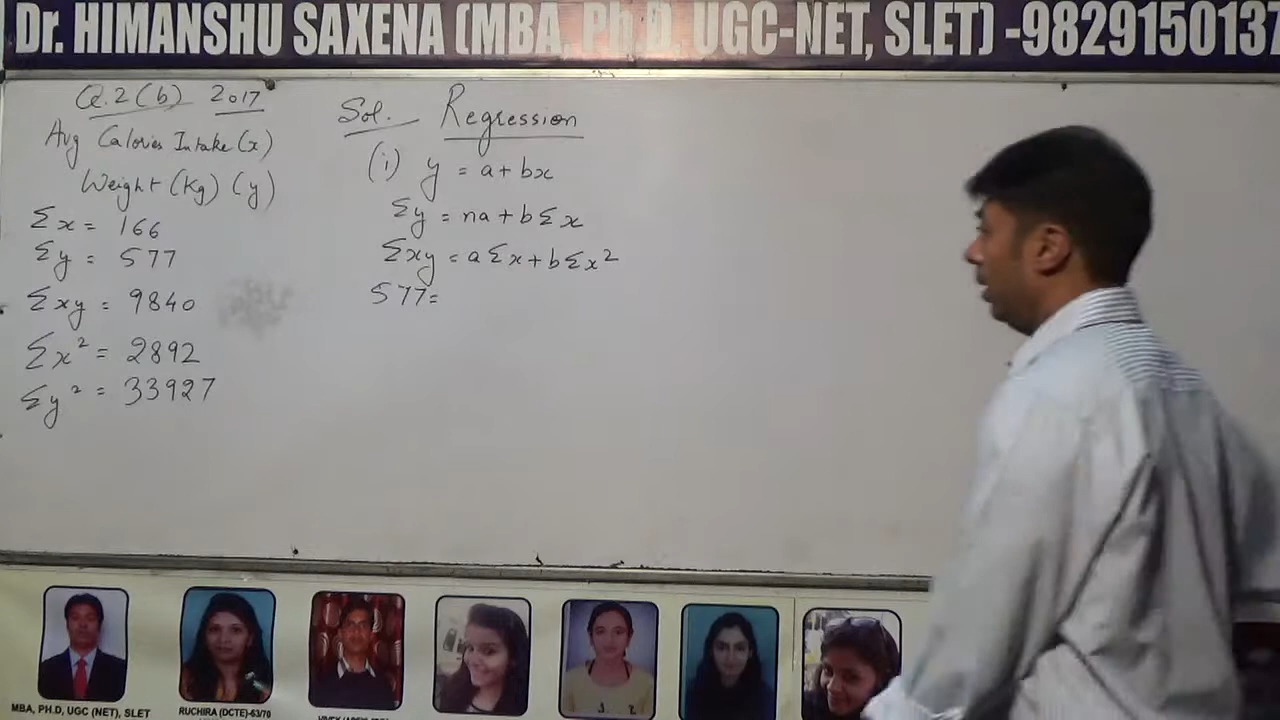 Dr. HIMANSHU SAXENA (MBA, Ph.D, UGC-NET, SLET) -9829150137
Q.2 (b) 2017
Avg Calories Intake (x)
Weight (Kg) (y)
Σx = 166
Σy = 577
Σxy = 9840
Σx² = 2892
Σy² = 33927
Sol. Regression
(i) y = a + bx
Σy = na + bΣx
Σxy = aΣx + bΣx²
577=
MBA, PH.D, UGC (NET), SLET
RUCHIRA (DCTE)-63/70